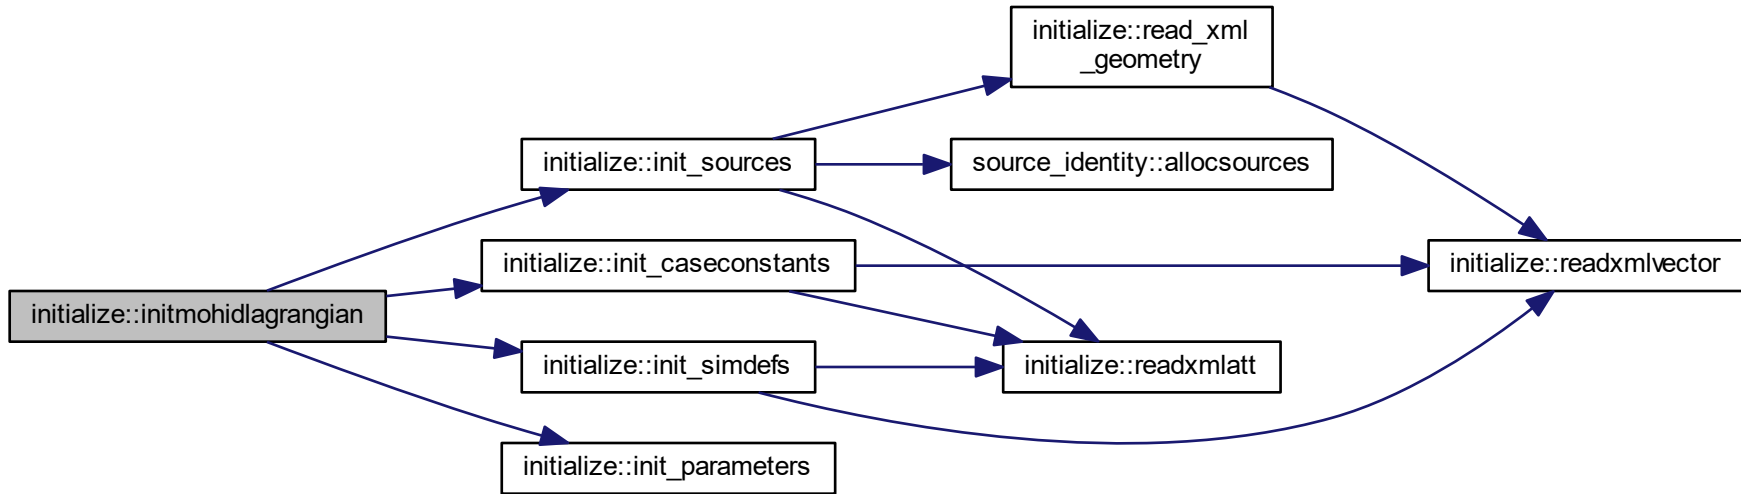 initialize::read_xml
_geometry
initialize::init_sources
source_identity::allocsources
initialize::init_caseconstants
initialize::readxmlvector
initialize::initmohidlagrangian
initialize::init_simdefs
initialize::readxmlatt
initialize::init_parameters